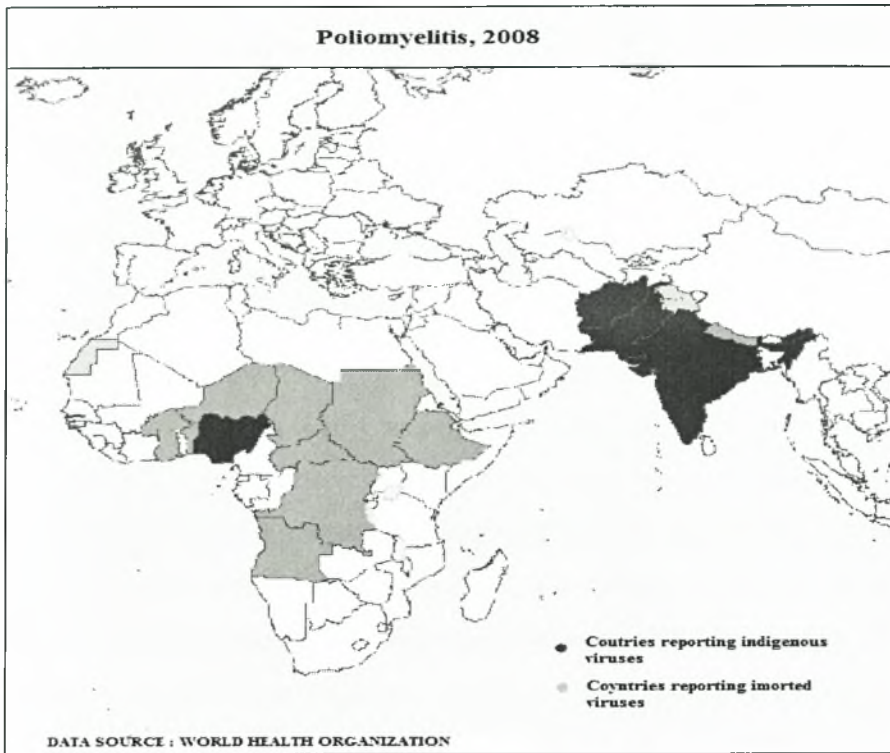 Poliomyelitis, 2008
Coutries reporting indigenous
viruses
Coyntries reporting imorted
viruses
DATA SOURCE : WORLD HEALTH ORGANIZATION